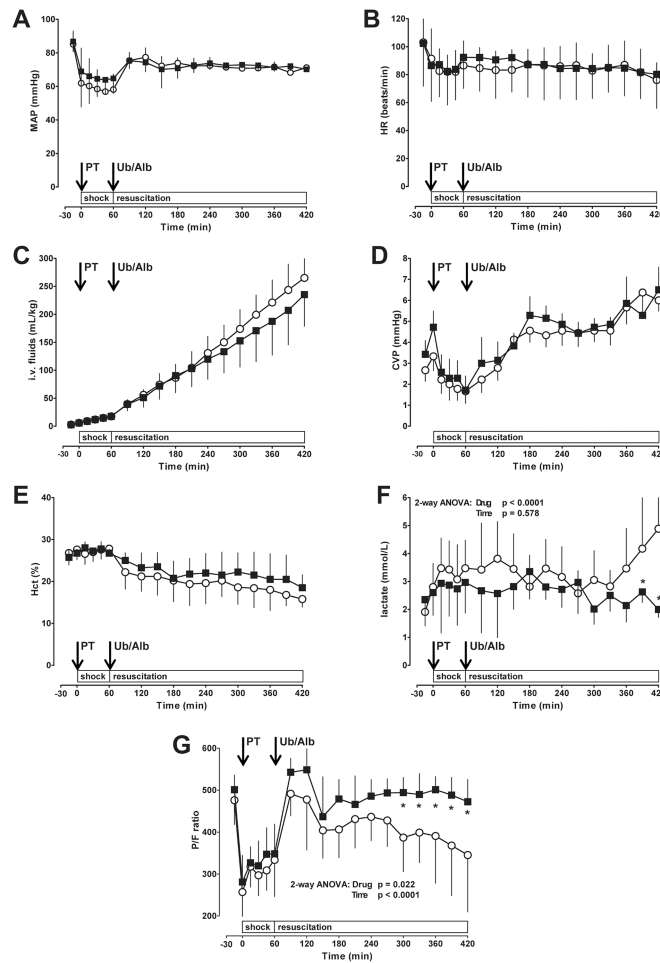 A
100
80
60
40
20
0
MAP (mmHg)
PT
Ub/Alb
shock
resuscitation
-30 0 60 120 180 240 300 360 420
Time (min)
B
120
100
80
60
40
20
0
HR (beats/min)
PT
Ub/Alb
shock
resuscitation
-30 0 60 120 180 240 300 360 420
Time (min)
C
300
250
200
150
100
50
0
i.v. fluids (mL/kg)
PT
Ub/Alb
shock
resuscitation
-30 0 60 120 180 240 300 360 420
Time (min)
D
8
7
6
5
4
3
2
1
0
CVP (mmHg)
PT
Ub/Alb
shock
resuscitation
-30 0 60 120 180 240 300 360 420
Time (min)
E
40
30
20
10
0
Hct (%)
PT
Ub/Alb
shock
resuscitation
-30 0 60 120 180 240 300 360 420
Time (min)
F
6
5
4
3
2
1
0
lactate (mmol/L)
2-way ANOVA: Drug p < 0.0001
Time p = 0.578
*
*
PT
Ub/Alb
shock
resuscitation
-30 0 60 120 180 240 300 360 420
Time (min)
G
PT
Ub/Alb
600
500
400
300
200
P/F ratio
* * * * *
2-way ANOVA: Drug p = 0.022
Time p < 0.0001
shock
resuscitation
-30 0 60 120 180 240 300 360 420
Time (min)